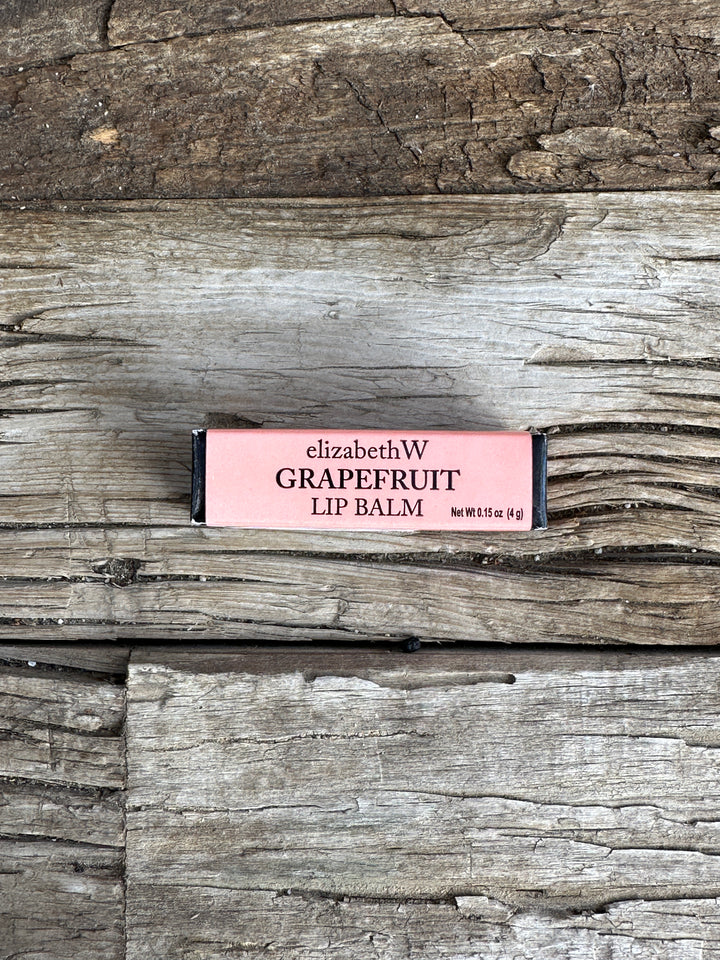 elizabethW
GRAPEFRUIT
LIP BALM
Net Wt 0.15 oz (4 g)